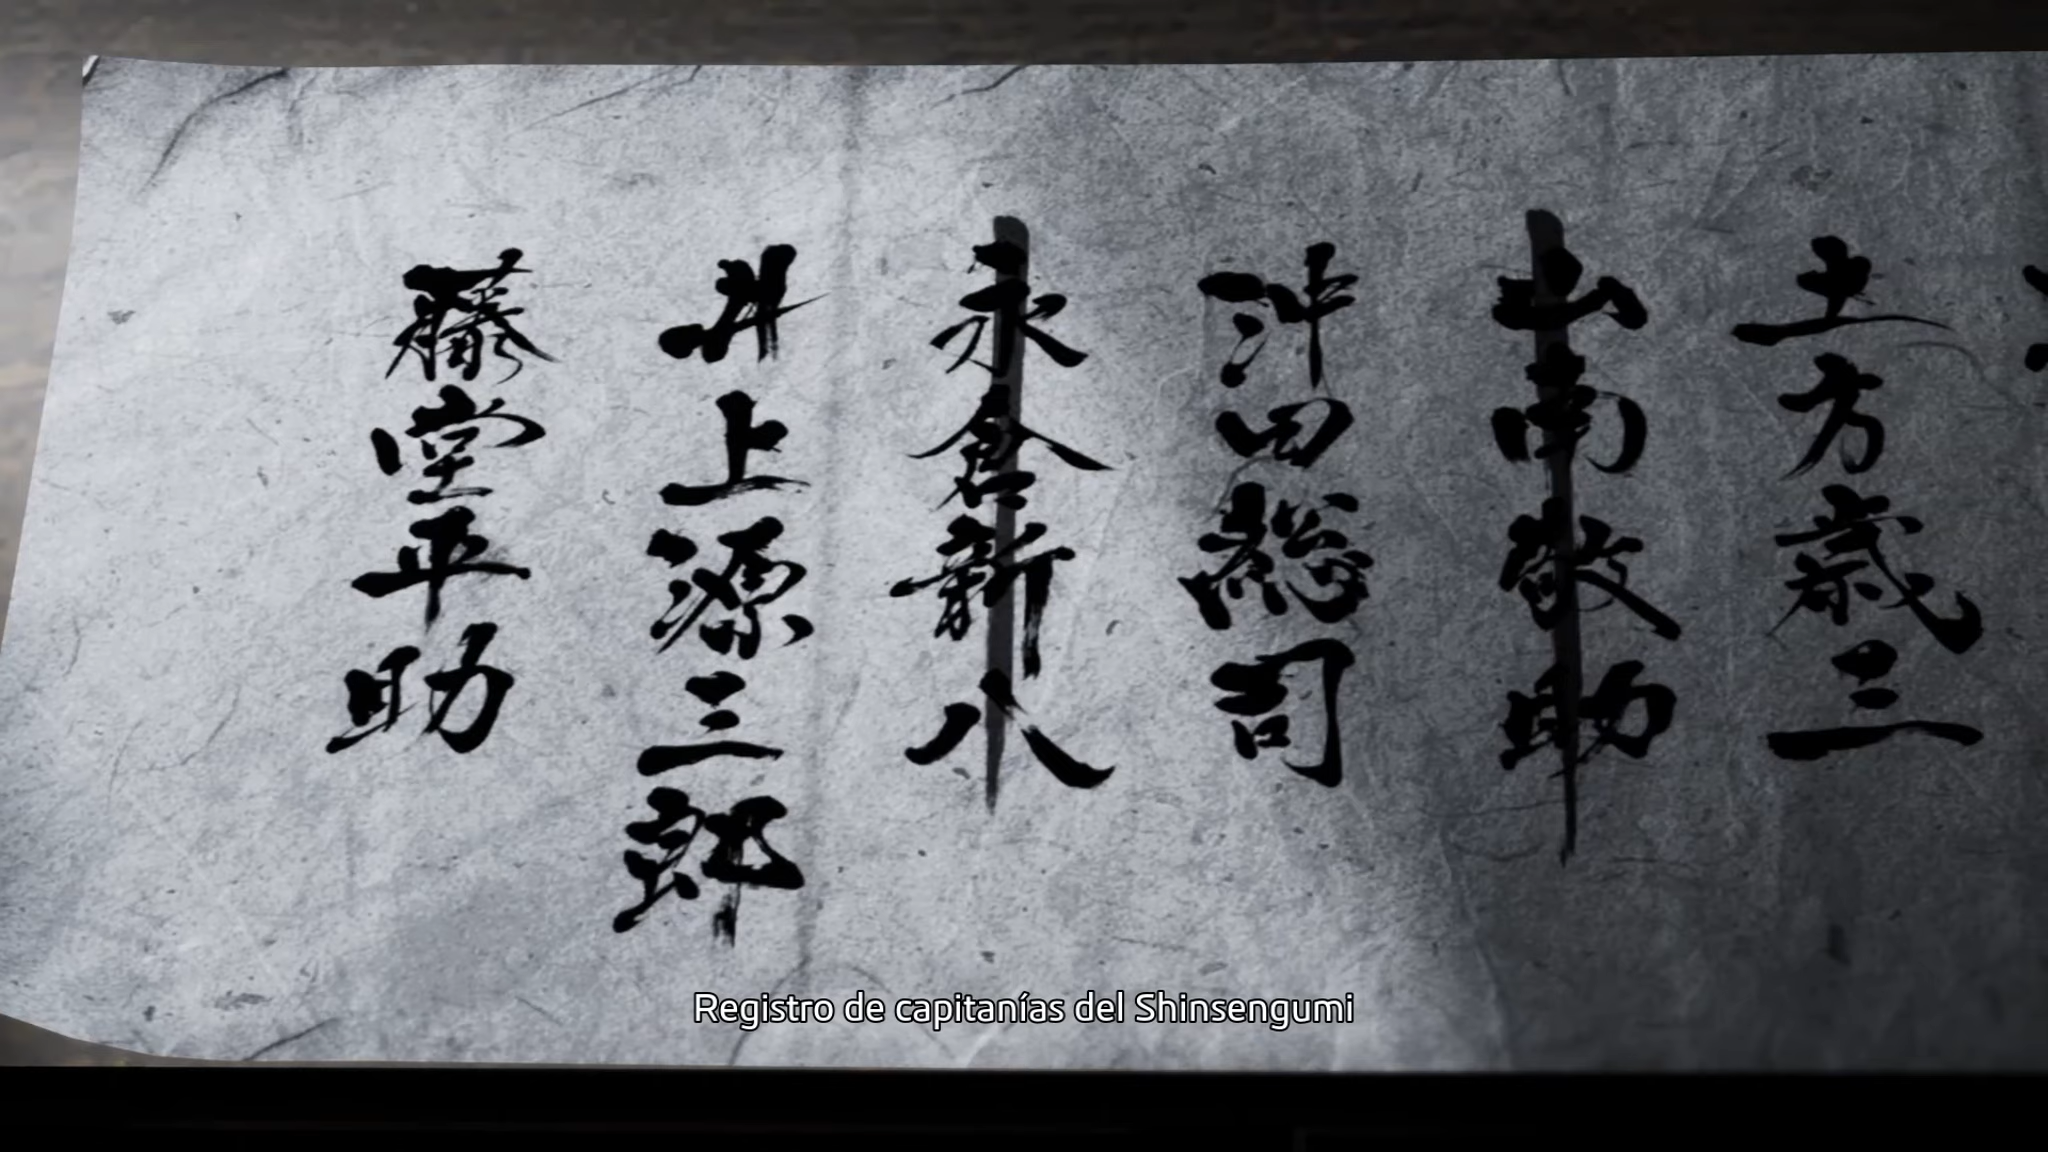 土方歳三
山南敬助
沖田総司
永倉新八
井上源三郎
藤堂平助
Registro de capitanías del Shinsengumi